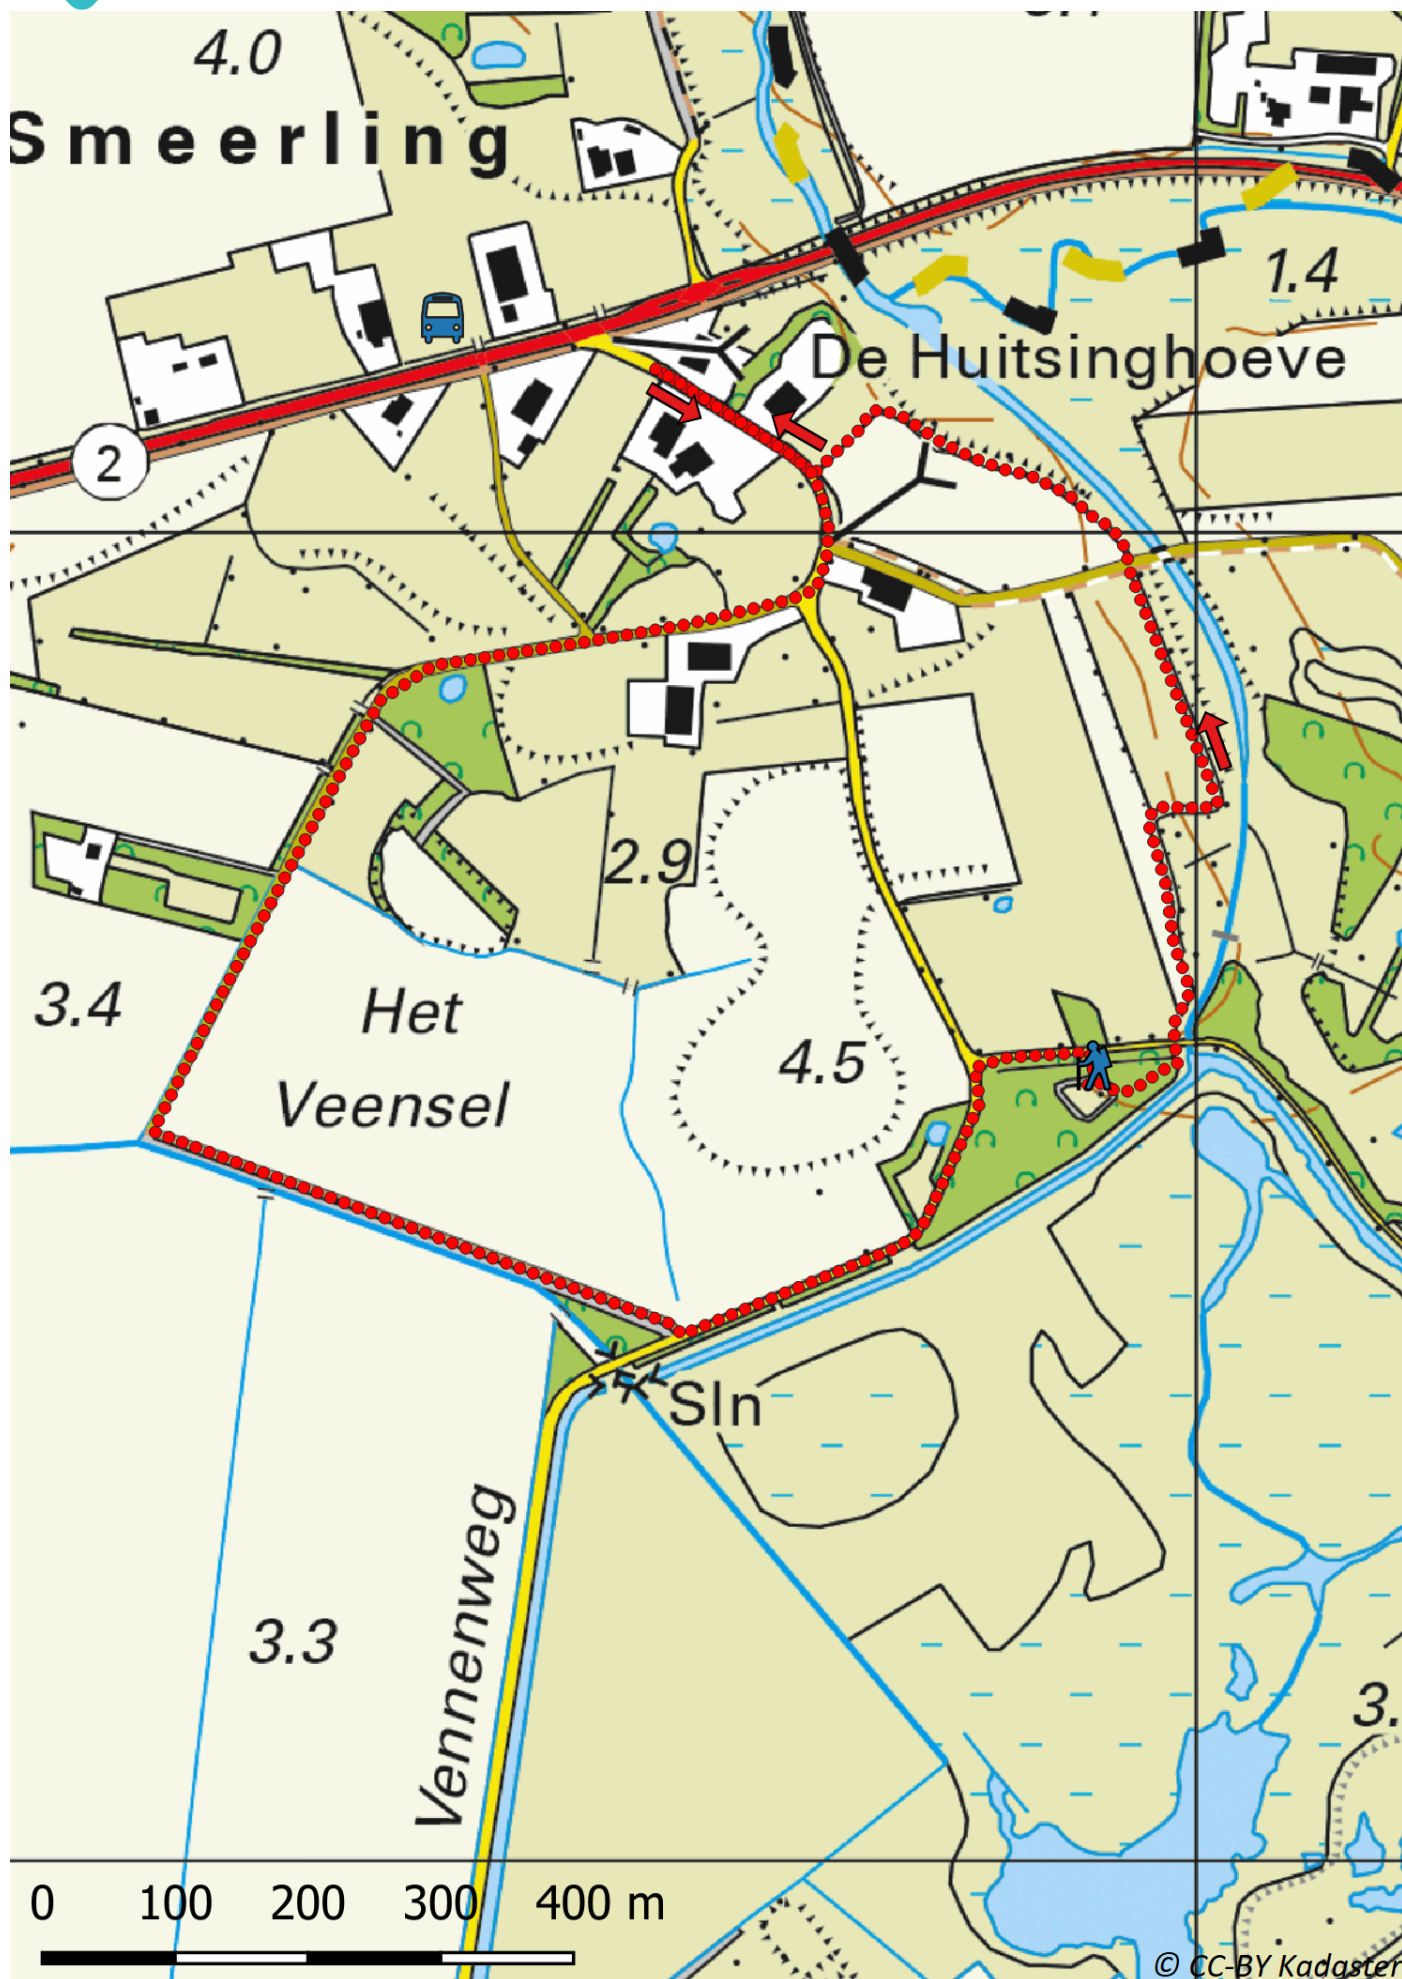 4.0
Smeerling
1.4
De Huitsinghoeve
2
2.9
3.4
Het
Veensel
4.5
Sln
Vennenweg
3.3
3.
0 100 200 300 400 m
© CC-BY Kadaster